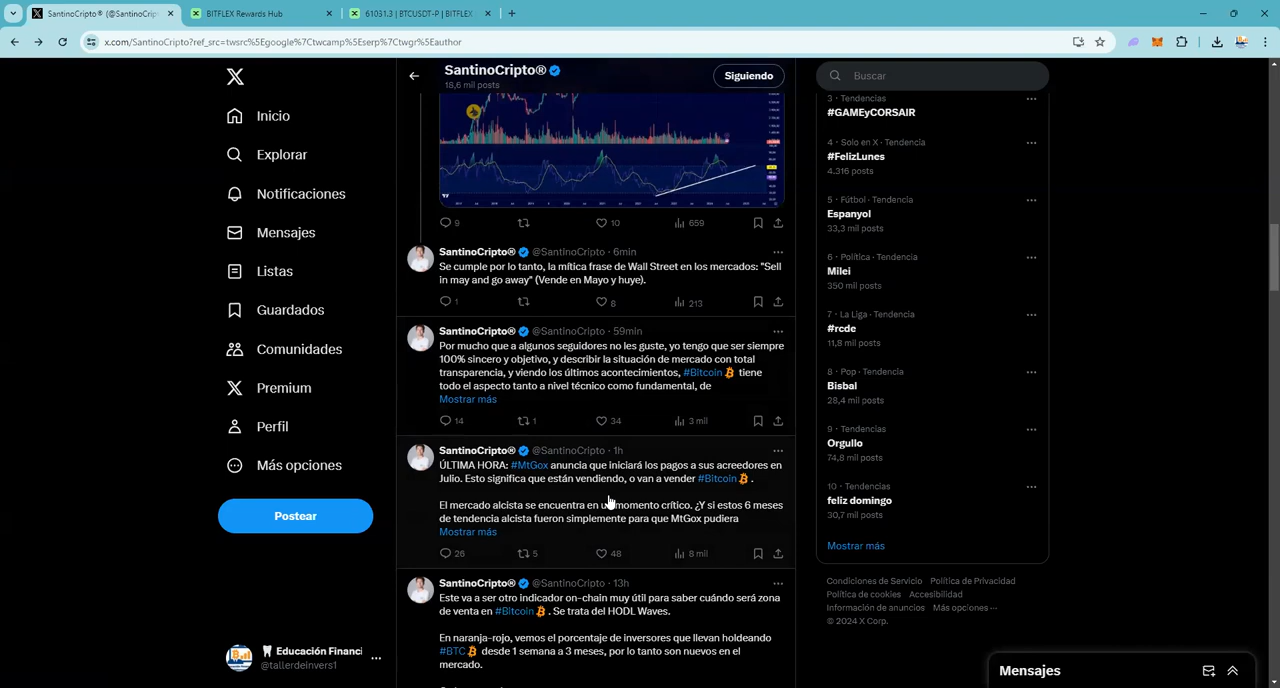 SantinoCripto® (@SantinoCrip
BITFLEX Rewards Hub
61031.3 | BTCUSDT-P | BITFLEX
x.com/SantinoCripto?ref_src=twsrc%5Egoogle%7Ctwcamp%5Eserp%7Ctwgr%5Eauthor
Inicio
Explorar
Notificaciones
Mensajes
Listas
Guardados
Comunidades
Premium
Perfil
Más opciones
Postear
Educación Financi
@tallerdeinvers1
SantinoCripto®
18,6 mil posts
Siguiendo
9
10
659
SantinoCripto® @SantinoCripto · 6min
Se cumple por lo tanto, la mítica frase de Wall Street en los mercados: "Sell
in may and go away" (Vende en Mayo y huye).
1
8
213
SantinoCripto® @SantinoCripto · 59min
Por mucho que a algunos seguidores no les guste, yo tengo que ser siempre
100% sincero y objetivo, y describir la situación de mercado con total
transparencia, y viendo los últimos acontecimientos, #Bitcoin tiene
todo el aspecto tanto a nivel técnico como fundamental, de
Mostrar más
14
1
34
3 mil
SantinoCripto® @SantinoCripto · 1h
ÚLTIMA HORA: #MtGox anuncia que iniciará los pagos a sus acreedores en
Julio. Esto significa que están vendiendo, o van a vender #Bitcoin .
El mercado alcista se encuentra en un momento crítico. ¿Y si estos 6 meses
de tendencia alcista fueron simplemente para que MtGox pudiera
Mostrar más
26
5
48
8 mil
SantinoCripto® @SantinoCripto · 13h
Este va a ser otro indicador on-chain muy útil para saber cuándo será zona
de venta en #Bitcoin . Se trata del HODL Waves.
En naranja-rojo, vemos el porcentaje de inversores que llevan holdeando
#BTC desde 1 semana a 3 meses, por lo tanto son nuevos en el
mercado.
Buscar
3 · Tendencias
#GAMEyCORSAIR
4 · Solo en X · Tendencia
#FelizLunes
4.316 posts
5 · Fútbol · Tendencia
Espanyol
33,3 mil posts
6 · Política · Tendencia
Milei
350 mil posts
7 · La Liga · Tendencia
#rcde
11,8 mil posts
8 · Pop · Tendencia
Bisbal
28,4 mil posts
9 · Tendencias
Orgullo
74,8 mil posts
10 · Tendencias
feliz domingo
30,7 mil posts
Mostrar más
Condiciones de Servicio Política de Privacidad
Política de cookies Accesibilidad
Información de anuncios Más opciones ···
© 2024 X Corp.
Mensajes